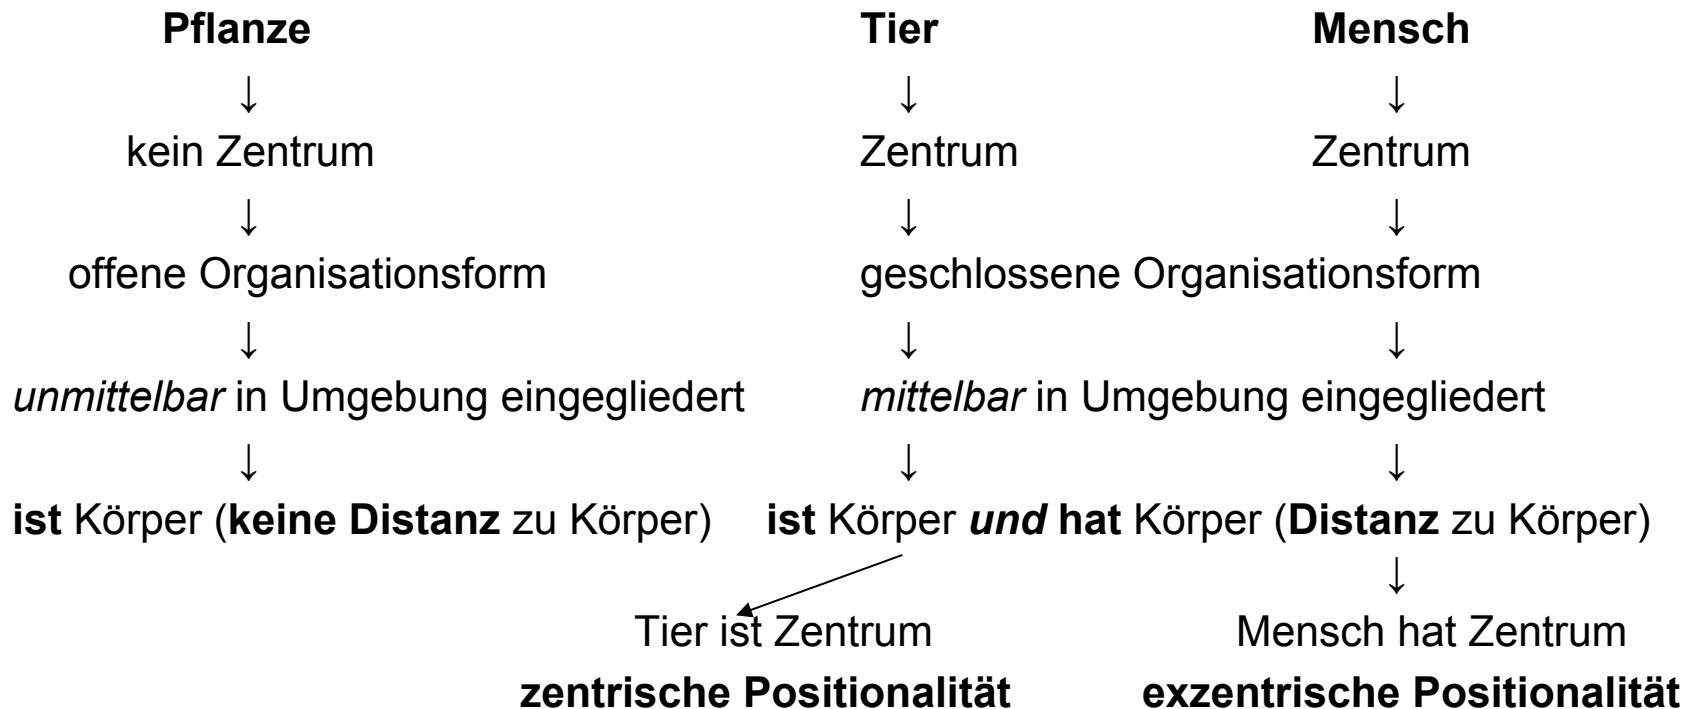 Pflanze Tier Mensch
↓ ↓ ↓
kein Zentrum Zentrum Zentrum
↓ ↓ ↓
offene Organisationsform geschlossene Organisationsform
↓ ↓ ↓
unmittelbar in Umgebung eingegliedert mittelbar in Umgebung eingegliedert
↓ ↓ ↓
ist Körper (keine Distanz zu Körper) ist Körper und hat Körper (Distanz zu Körper)
↓
Tier ist Zentrum Mensch hat Zentrum
zentrische Positionalität exzentrische Positionalität